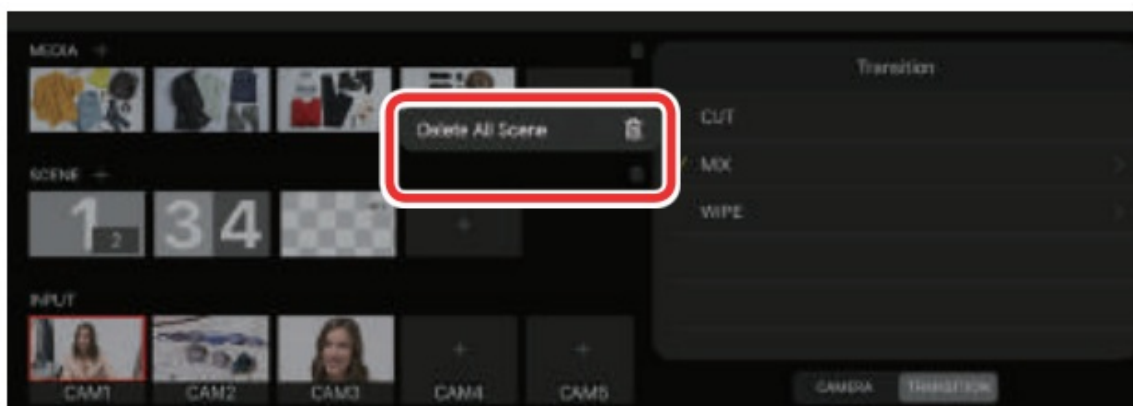 MEDIA +
Transition
Delete All Scene
CUT
MIX
SCENE +
WIPE
1 2
3 4
+
INPUT
+ +
CAM1 CAM2 CAM3 CAM4 CAM5
CAMERA TRANSITION